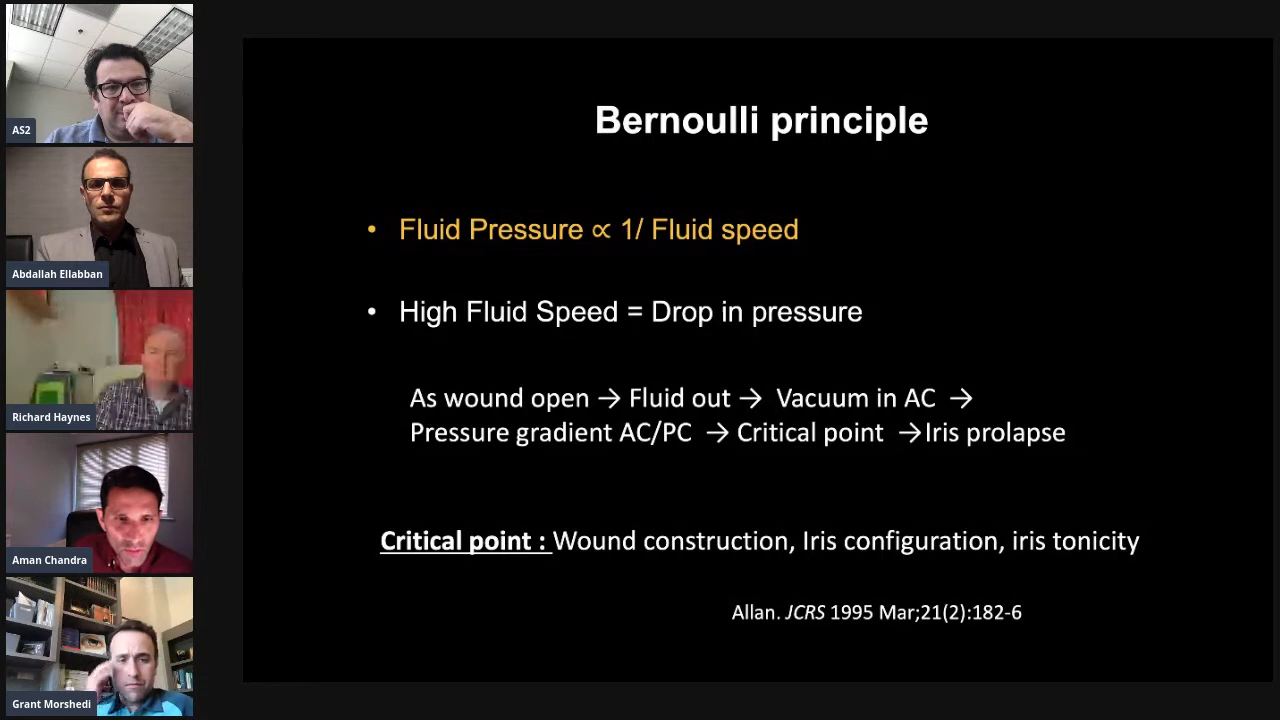 AS2
Abdallah Ellabban
Richard Haynes
Aman Chandra
Grant Morshedi
Bernoulli principle
• Fluid Pressure ∝ 1/ Fluid speed
• High Fluid Speed = Drop in pressure
As wound open → Fluid out → Vacuum in AC →
Pressure gradient AC/PC → Critical point → Iris prolapse
Critical point : Wound construction, Iris configuration, iris tonicity
Allan. JCRS 1995 Mar;21(2):182-6